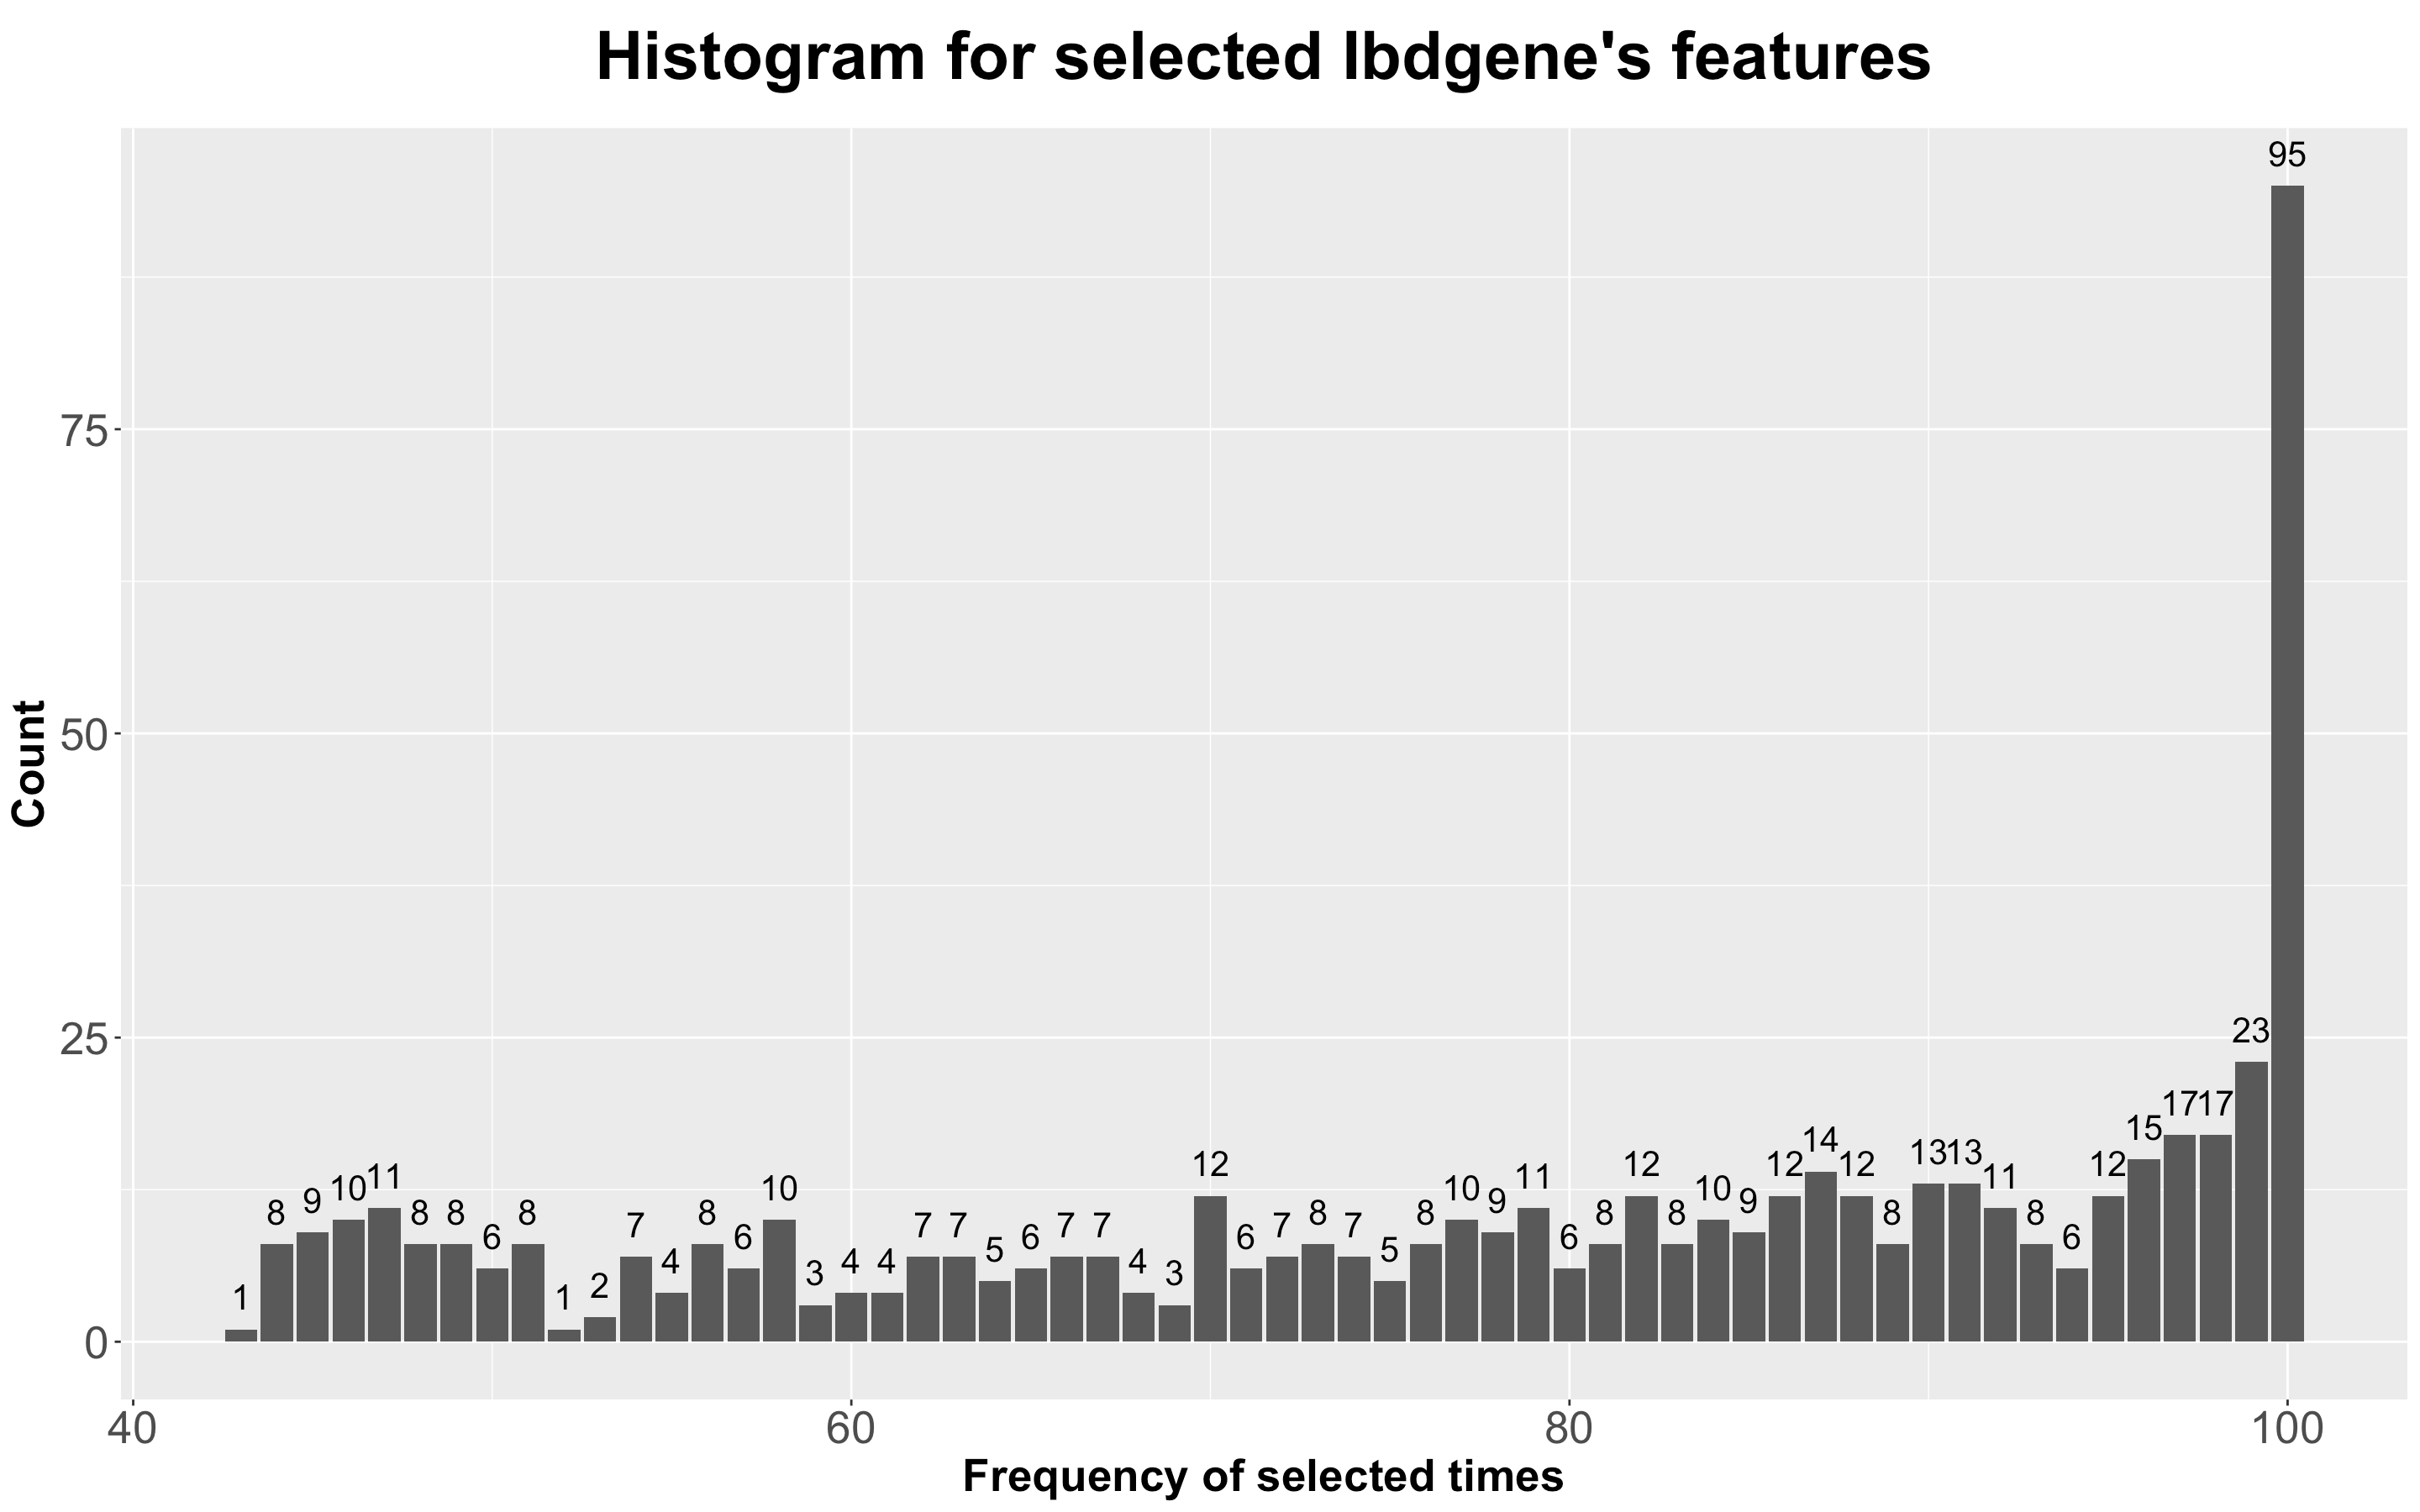 Histogram for selected lbdgene's features
95
75
50
25
0
Count
1 8 9 10 11 8 8 6 8 1 2 7 4 8 6 10 3 4 4 7 7 5 6 7 7 4 3 12 6 7 8 7 5 8 10 9 11 6 8 12 8 10 9 12 14 12 8 13 13 11 8 6 12 15 17 17 23
40 60 80 100
Frequency of selected times